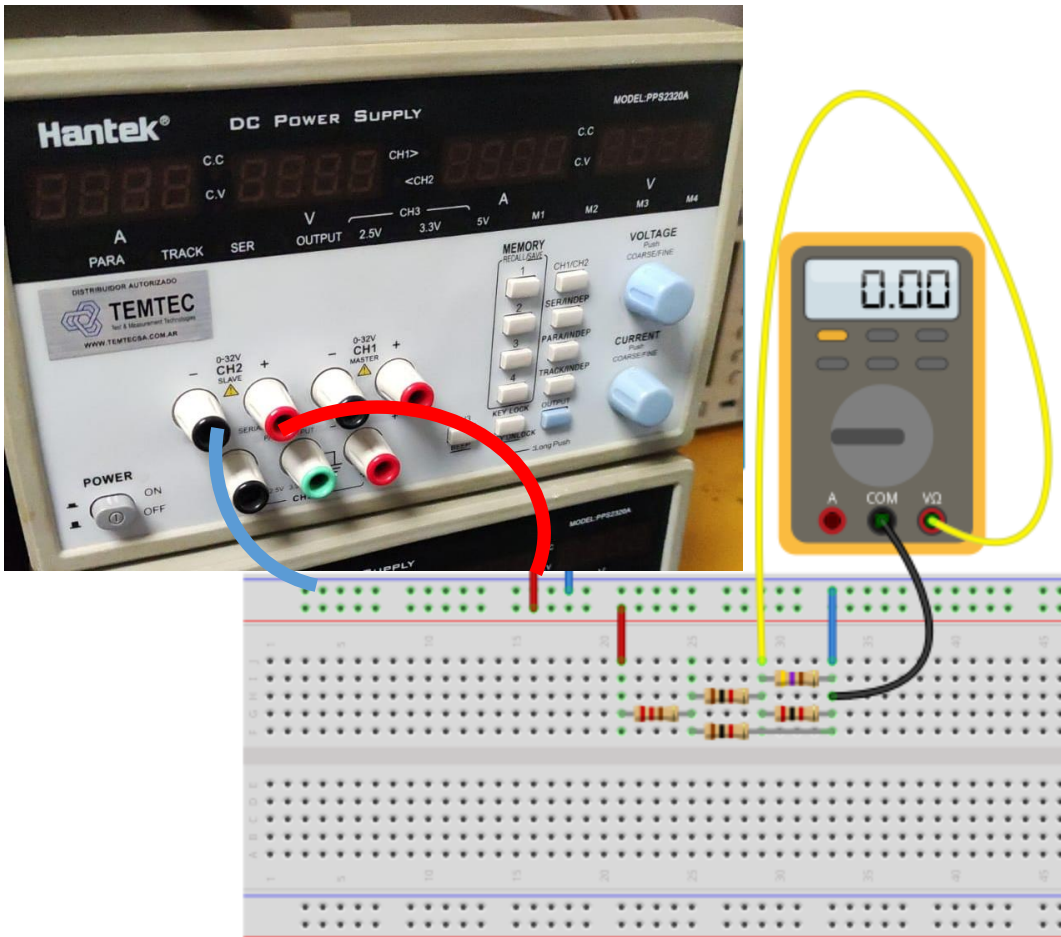 Hantek®
DC POWER SUPPLY
MODEL:PPS2320A
C.C
C.V
CH1>
<CH2
C.C
C.V
A
V
A
V
PARA
TRACK
SER
OUTPUT
CH3
2.5V
3.3V
5V
M1
M2
M3
M4
DISTRIBUIDOR AUTORIZADO
TEMTEC
Test & Measurement Technologies
WWW.TEMTECSA.COM.AR
MEMORY
RECALL/SAVE
1
2
3
4
CH1/CH2
SER/INDEP
PARA/INDEP
TRACK/INDEP
OUTPUT
KEY LOCK
VOLTAGE
Push
COARSE/FINE
CURRENT
Push
COARSE/FINE
0-32V
CH2
SLAVE
- +
0-32V
CH1
MASTER
- +
:Long Push
POWER
ON
OFF
MODEL:PPS2320A
0.00
A COM VΩ
1 5 10 15 20 25 30 35 40 45
J
I
H
G
F
E
D
C
B
A
1 5 10 15 20 25 30 35 40 45